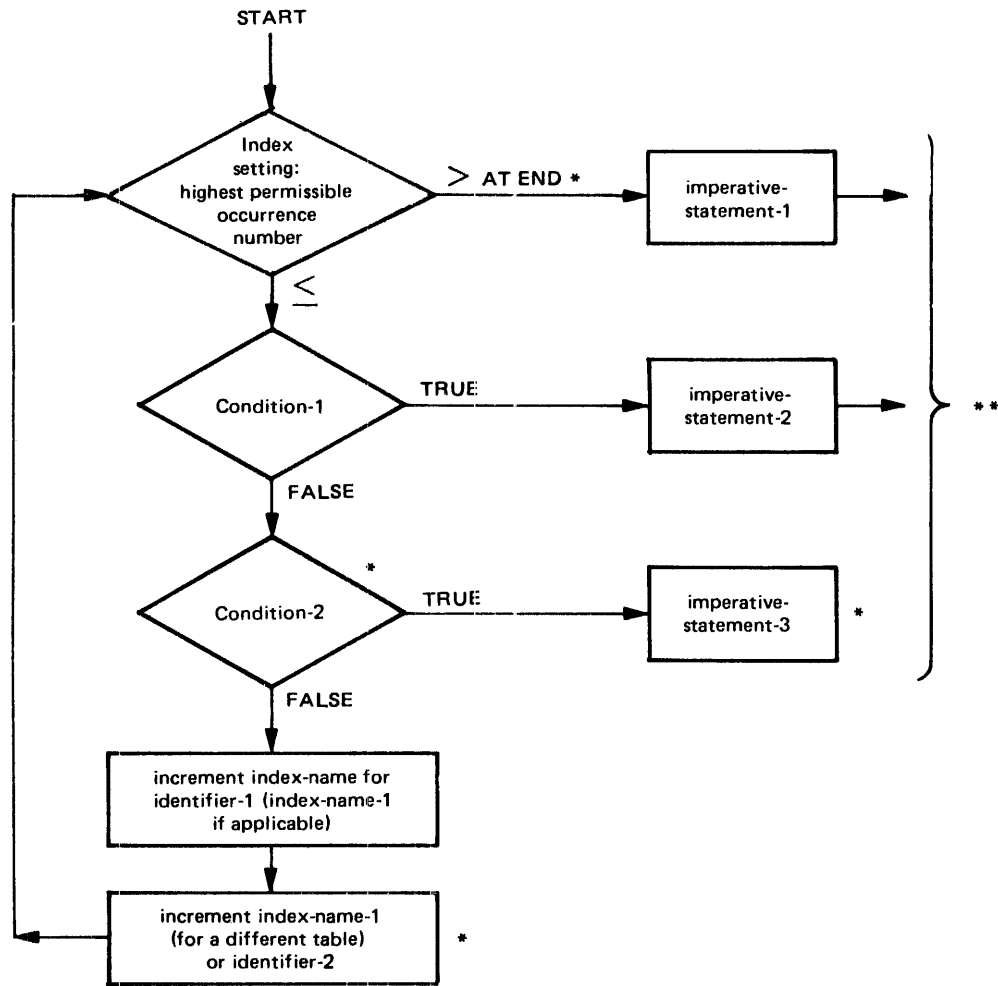 START
Index
setting:
highest permissible
occurrence
number
> AT END *
imperative-
statement-1
≤
Condition-1
TRUE
imperative-
statement-2
* *
FALSE
*
Condition-2
TRUE
imperative-
statement-3
*
FALSE
increment index-name for
identifier-1 (index-name-1
if applicable)
increment index-name-1
(for a different table)
or identifier-2
*